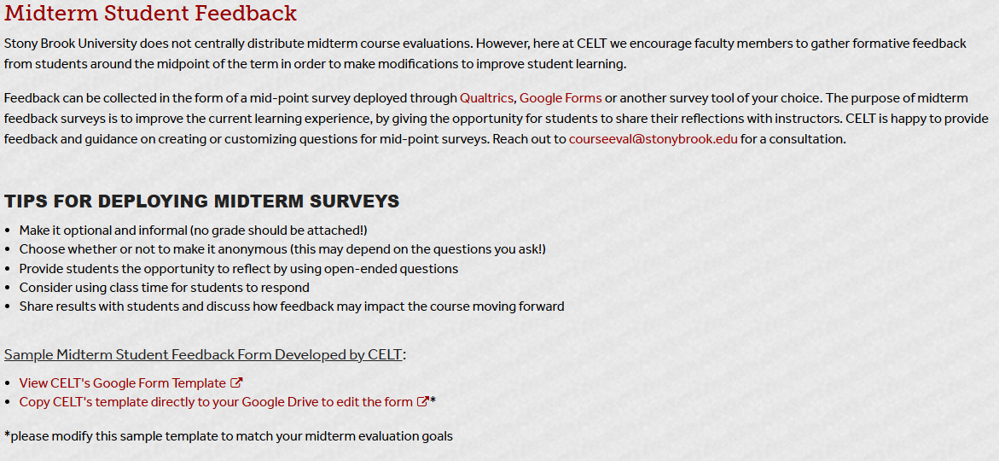 Midterm Student Feedback
Stony Brook University does not centrally distribute midterm course evaluations. However, here at CELT we encourage faculty members to gather formative feedback
from students around the midpoint of the term in order to make modifications to improve student learning.
Feedback can be collected in the form of a mid-point survey deployed through Qualtrics, Google Forms or another survey tool of your choice. The purpose of midterm
feedback surveys is to improve the current learning experience, by giving the opportunity for students to share their reflections with instructors. CELT is happy to provide
feedback and guidance on creating or customizing questions for mid-point surveys. Reach out to courseeval@stonybrook.edu for a consultation.
TIPS FOR DEPLOYING MIDTERM SURVEYS
• Make it optional and informal (no grade should be attached!)
• Choose whether or not to make it anonymous (this may depend on the questions you ask!)
• Provide students the opportunity to reflect by using open-ended questions
• Consider using class time for students to respond
• Share results with students and discuss how feedback may impact the course moving forward
Sample Midterm Student Feedback Form Developed by CELT:
• View CELT's Google Form Template
• Copy CELT's template directly to your Google Drive to edit the form *
*please modify this sample template to match your midterm evaluation goals